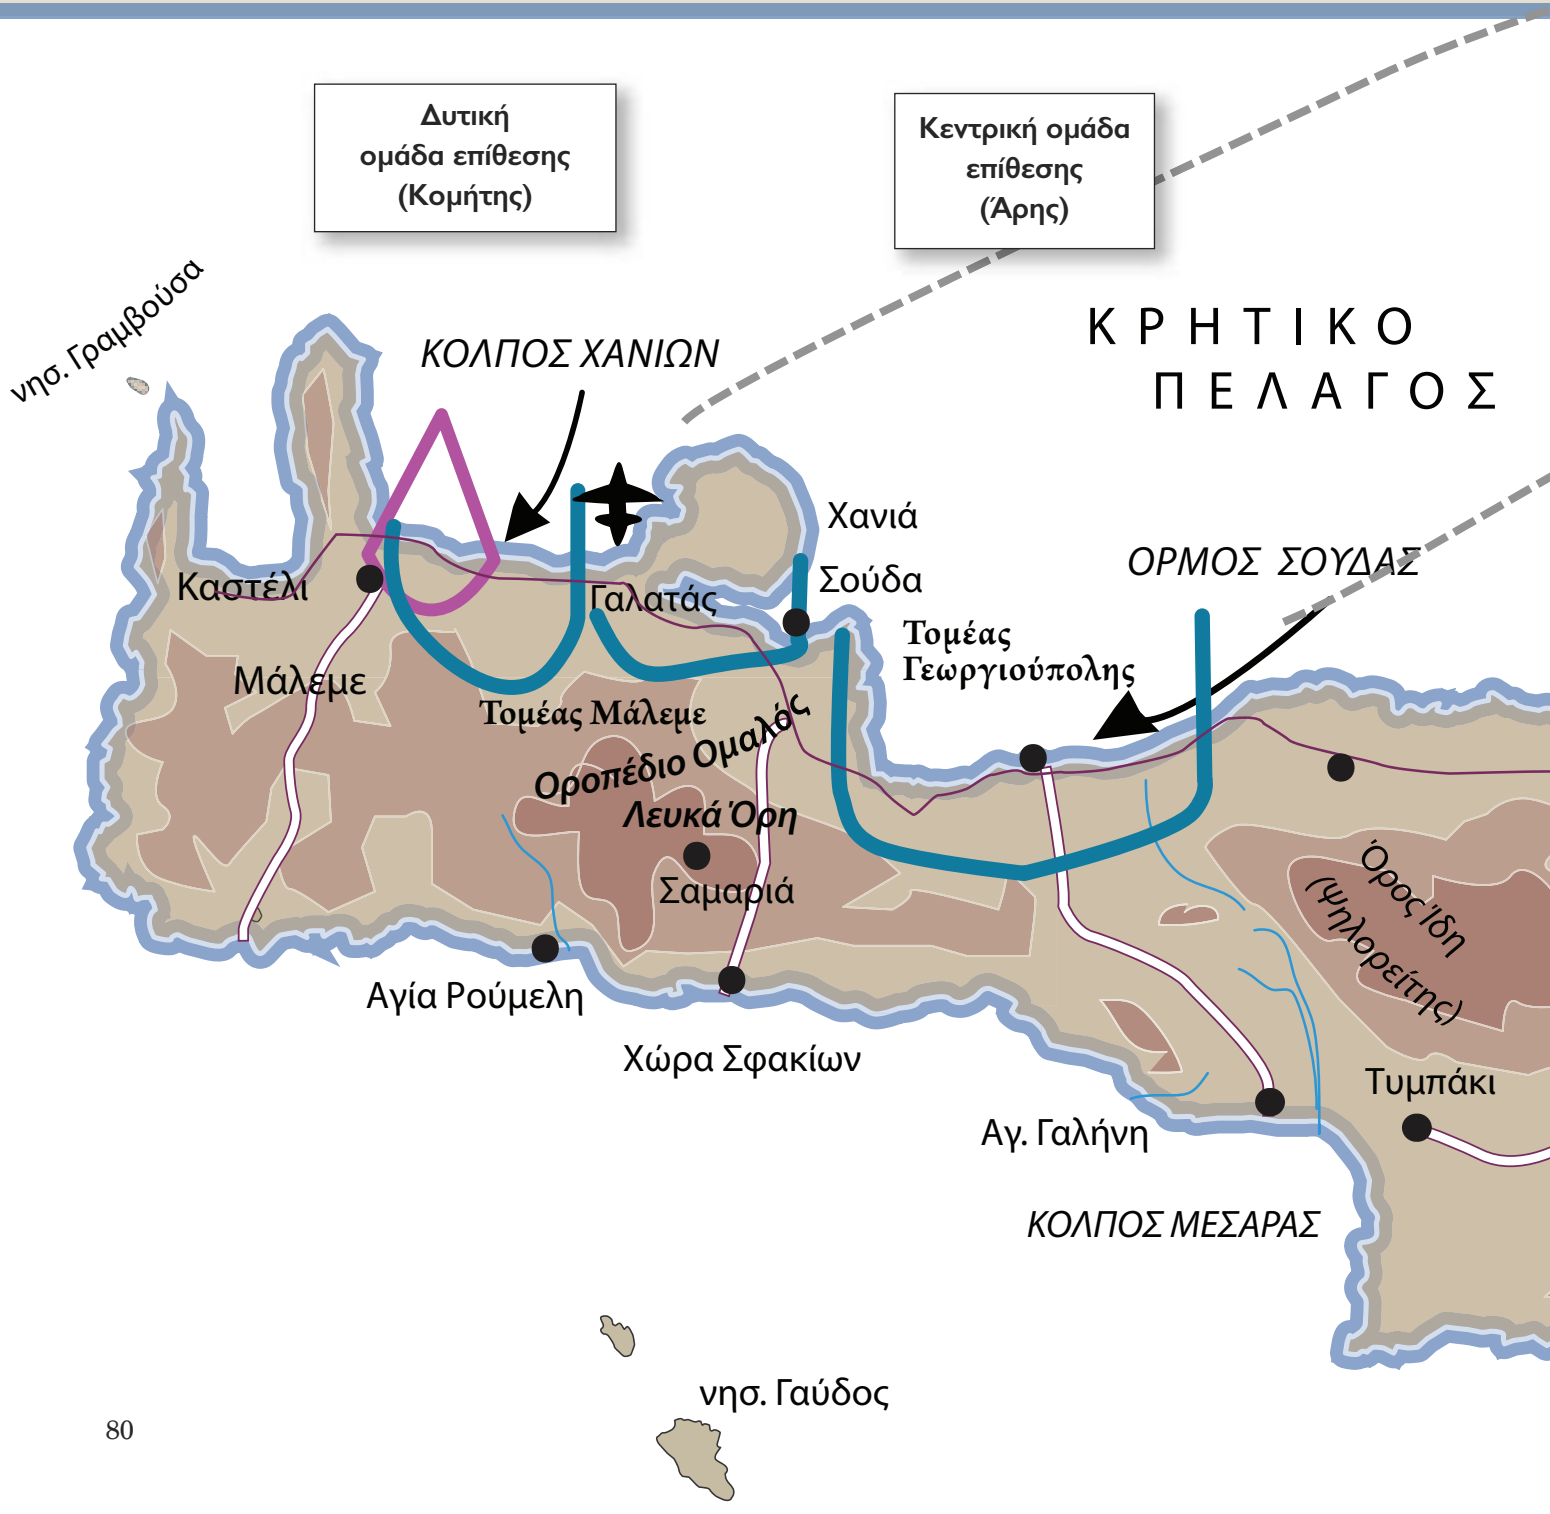 Δυτική
ομάδα επίθεσης
(Κομήτης)
Κεντρική ομάδα
επίθεσης
(Άρης)
νησ. Γραμβούσα
ΚΟΛΠΟΣ ΧΑΝΙΩΝ
ΚΡΗΤΙΚΟ
ΠΕΛΑΓΟΣ
Χανιά
ΟΡΜΟΣ ΣΟΥΔΑΣ
Σούδα
Καστέλι
Γαλατάς
Τομέας
Γεωργιούπολης
Μάλεμε
Τομέας Μάλεμε
Οροπέδιο Ομαλός
Λευκά Όρη
Σαμαριά
Όρος Ίδη
(Ψηλορείτης)
Αγία Ρούμελη
Χώρα Σφακίων
Τυμπάκι
Αγ. Γαλήνη
ΚΟΛΠΟΣ ΜΕΣΑΡΑΣ
νησ. Γαύδος
80